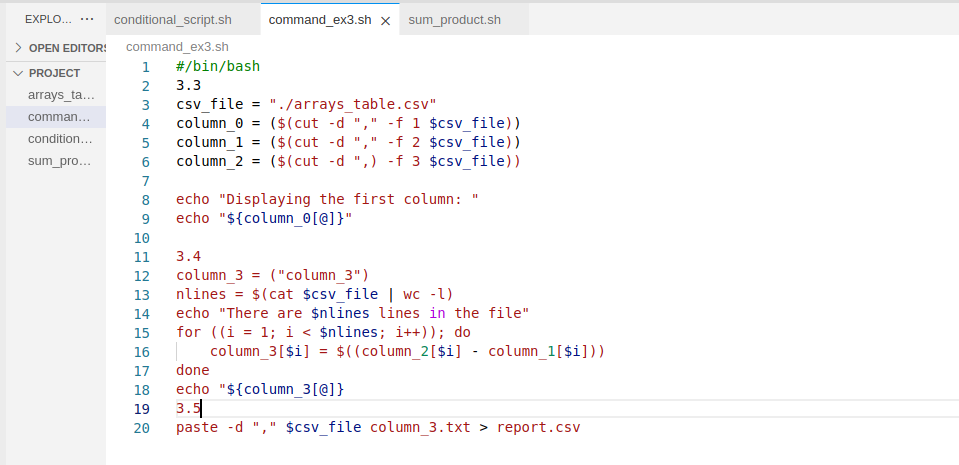 EXPLO... ...
conditional_script.sh
command_ex3.sh
sum_product.sh
OPEN EDITORS
PROJECT
arrays_ta...
comman...
condition...
sum_pro...
command_ex3.sh
1 #/bin/bash
2 3.3
3 csv_file = "./arrays_table.csv"
4 column_0 = ($(cut -d "," -f 1 $csv_file))
5 column_1 = ($(cut -d "," -f 2 $csv_file))
6 column_2 = ($(cut -d ",) -f 3 $csv_file))
7
8 echo "Displaying the first column: "
9 echo "${column_0[@]}"
10
11 3.4
12 column_3 = ("column_3")
13 nlines = $(cat $csv_file | wc -l)
14 echo "There are $nlines lines in the file"
15 for ((i = 1; i < $nlines; i++)); do
16     column_3[$i] = $((column_2[$i] - column_1[$i]))
17 done
18 echo "${column_3[@]}
19 3.5
20 paste -d "," $csv_file column_3.txt > report.csv